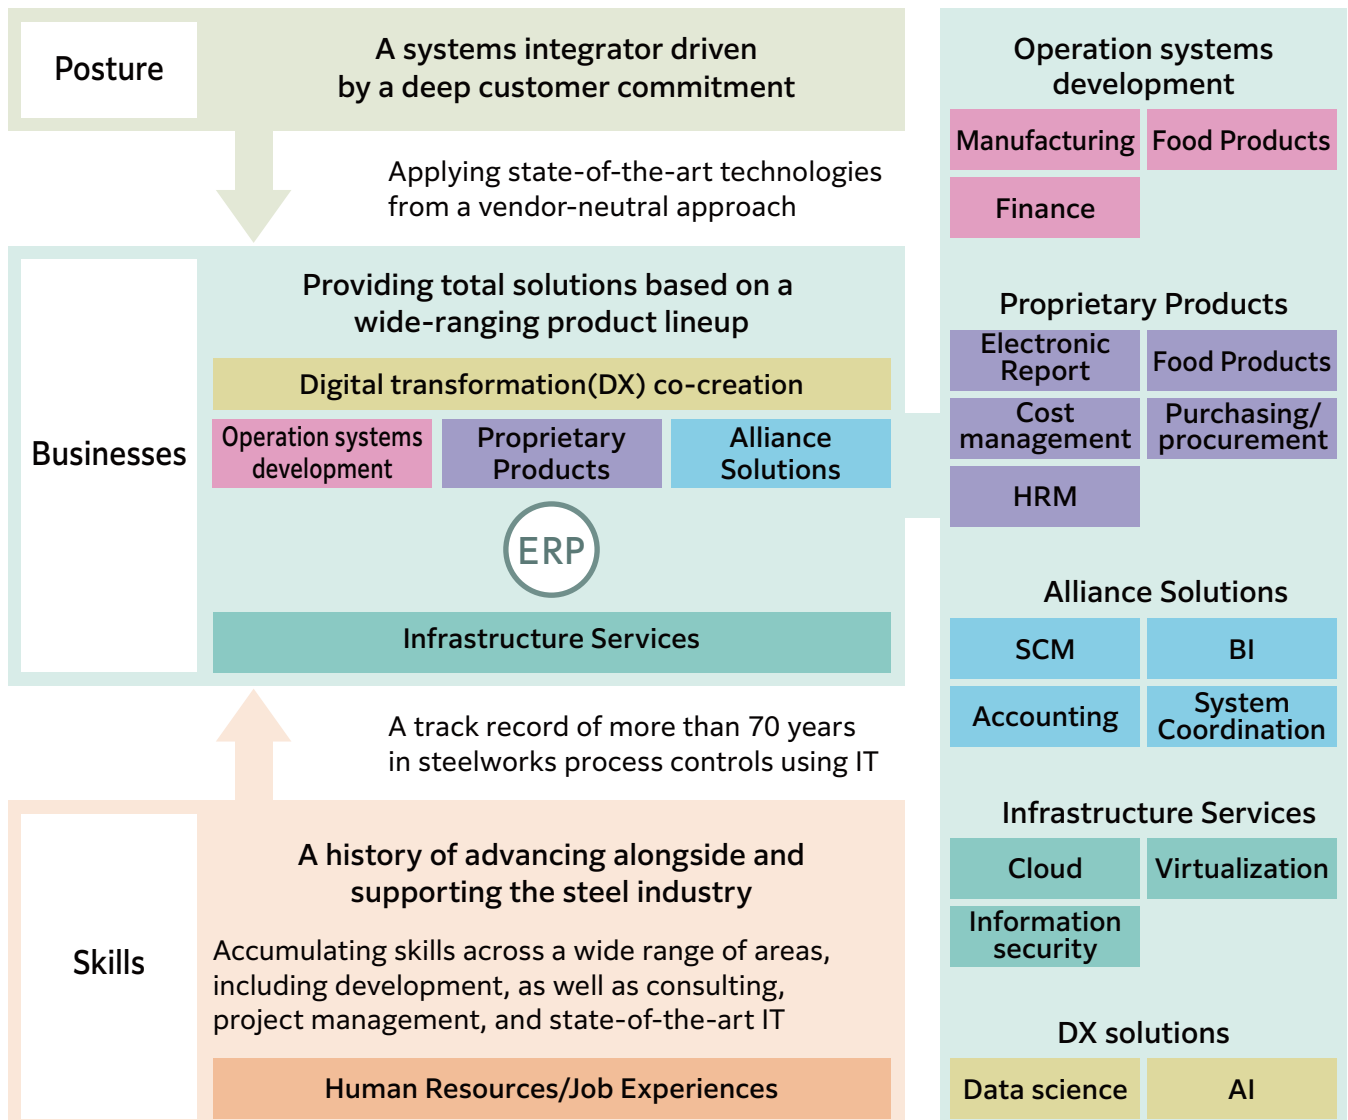 Posture
A systems integrator driven
by a deep customer commitment
Applying state-of-the-art technologies
from a vendor-neutral approach
Businesses
Providing total solutions based on a
wide-ranging product lineup
Digital transformation(DX) co-creation
Operation systems
development
Proprietary
Products
Alliance
Solutions
ERP
Infrastructure Services
A track record of more than 70 years
in steelworks process controls using IT
Skills
A history of advancing alongside and
supporting the steel industry
Accumulating skills across a wide range of areas,
including development, as well as consulting,
project management, and state-of-the-art IT
Human Resources/Job Experiences
Operation systems
development
Manufacturing
Food Products
Finance
Proprietary Products
Electronic
Report
Food Products
Cost
management
Purchasing/
procurement
HRM
Alliance Solutions
SCM
BI
Accounting
System
Coordination
Infrastructure Services
Cloud
Virtualization
Information
security
DX solutions
Data science
AI